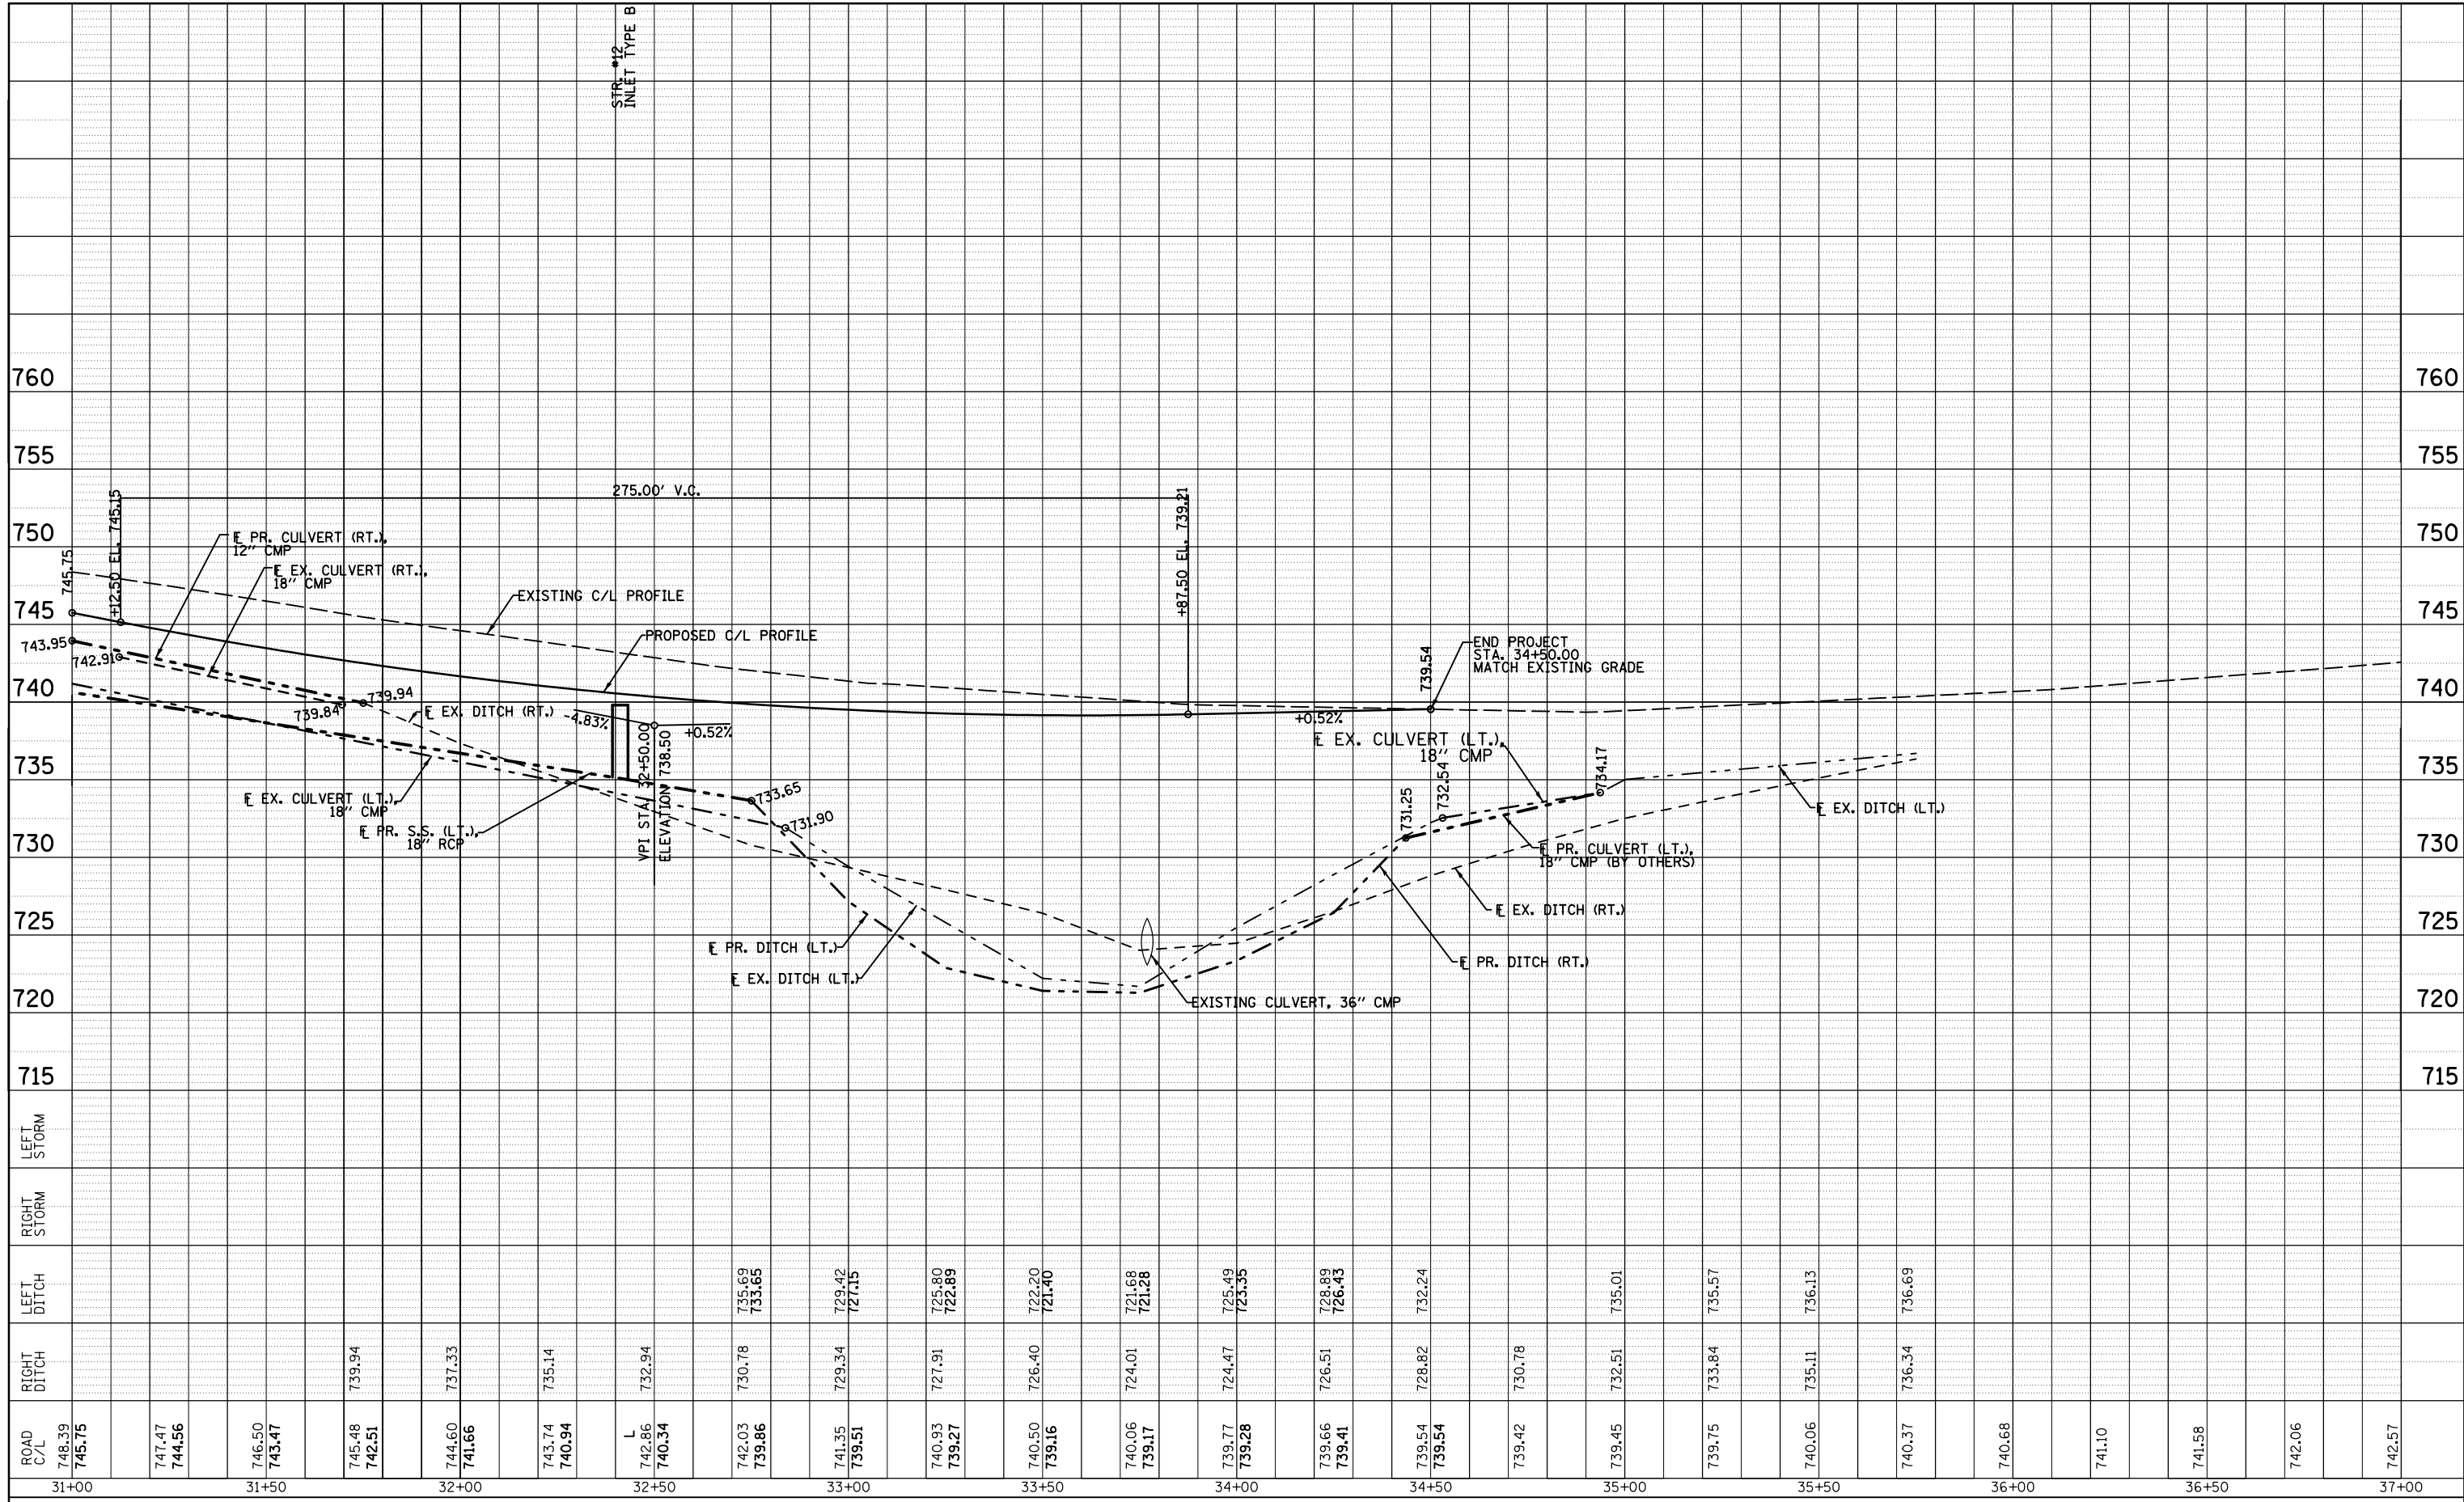 STR. #12
INLET TYPE B
760
760
755
755
275.00' V.C.
750
750
745.75
+12.50 EL. 745.15
+87.50 EL. 739.21
℄ PR. CULVERT (RT.),
12'' CMP
℄ EX. CULVERT (RT.),
18'' CMP
EXISTING C/L PROFILE
745
745
PROPOSED C/L PROFILE
END PROJECT
STA. 34+50.00
MATCH EXISTING GRADE
739.54
743.95
742.91
740
740
739.94
739.84
℄ EX. DITCH (RT.)
-4.83%
+0.52%
+0.52%
VPI STA. 32+50.00
ELEVATION 738.50
℄ EX. CULVERT (LT.),
18'' CMP
735
735
734.17
732.54
731.25
733.65
731.90
℄ EX. CULVERT (LT.),
18'' CMP
℄ PR. S.S. (LT.),
18'' RCP
℄ EX. DITCH (LT.)
730
730
℄ PR. CULVERT (LT.),
18'' CMP (BY OTHERS)
℄ EX. DITCH (RT.)
725
725
℄ PR. DITCH (LT.)
℄ EX. DITCH (LT.)
℄ PR. DITCH (RT.)
EXISTING CULVERT, 36'' CMP
720
720
715
715
LEFT
STORM
RIGHT
STORM
LEFT
DITCH
735.69
733.65
729.42
727.15
725.80
722.89
722.20
721.40
721.68
721.28
725.49
723.35
728.89
726.43
732.24
735.01
735.57
736.13
736.69
RIGHT
DITCH
739.94
737.33
735.14
732.94
730.78
729.34
727.91
726.40
724.01
724.47
726.51
728.82
730.78
732.51
733.84
735.11
736.34
ROAD
C/L
748.39
745.75
747.47
744.56
746.50
743.47
745.48
742.51
744.60
741.66
743.74
740.94
L
742.86
740.34
742.03
739.86
741.35
739.51
740.93
739.27
740.50
739.16
740.06
739.17
739.77
739.28
739.66
739.41
739.54
739.54
739.42
739.45
739.75
740.06
740.37
740.68
741.10
741.58
742.06
742.57
31+00
31+50
32+00
32+50
33+00
33+50
34+00
34+50
35+00
35+50
36+00
36+50
37+00